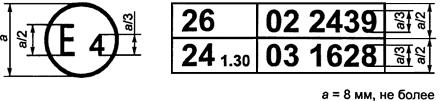 a
a/2
E 4
a/3
26 02 2439 a/3 a/2
24 1.30 03 1628 a/3 a/2
a = 8 мм, не более